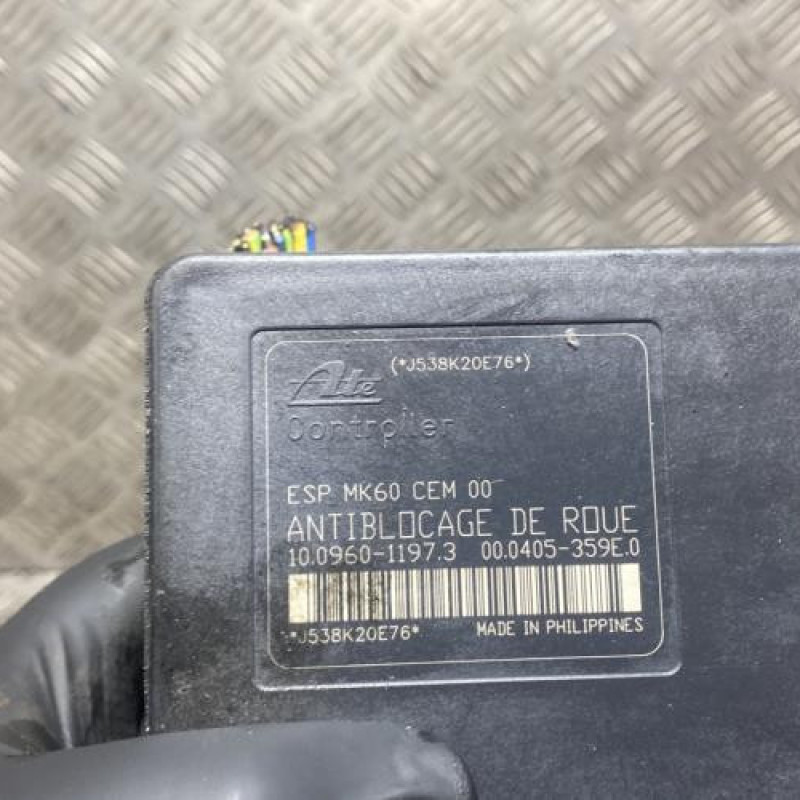 (*J538K20E76*)
Ate
Controller
ESP MK60 CEM 00
ANTIBLOCAGE DE ROUE
10.0960-1197.3 00.0405-359E.0
*J538K20E76* MADE IN PHILIPPINES